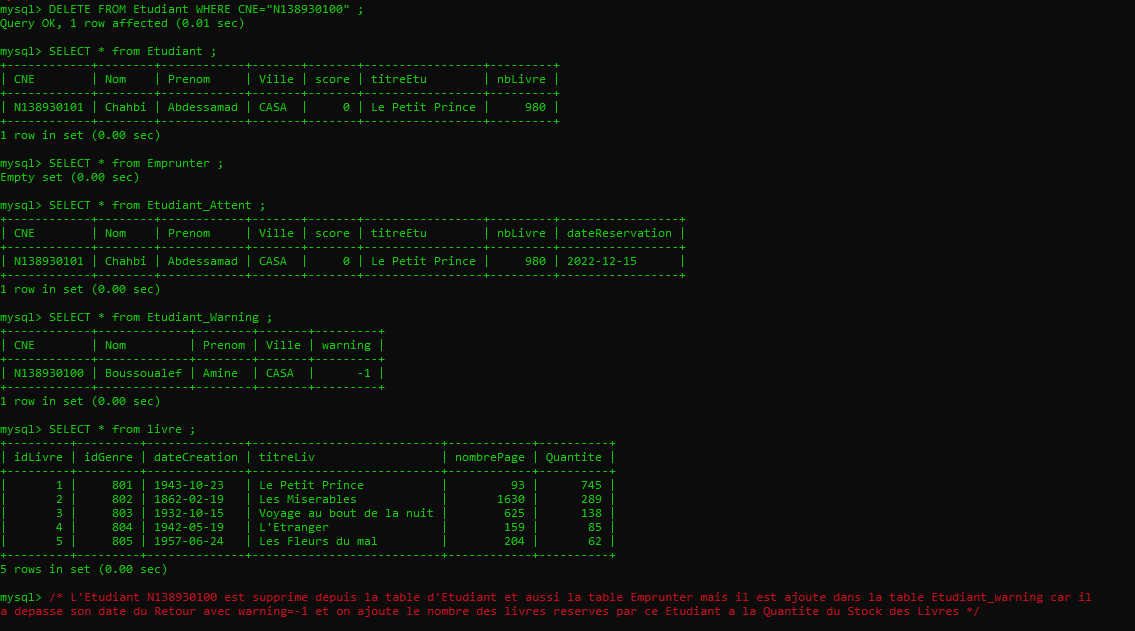 mysql> DELETE FROM Etudiant WHERE CNE="N138930100" ;
Query OK, 1 row affected (0.01 sec)
mysql> SELECT * from Etudiant ;
+------------+--------+------------+-------+-------+-----------------+---------+
| CNE        | Nom    | Prenom     | Ville | score | titreEtu        | nbLivre |
+------------+--------+------------+-------+-------+-----------------+---------+
| N138930101 | Chahbi | Abdessamad | CASA  |     0 | Le Petit Prince |     980 |
+------------+--------+------------+-------+-------+-----------------+---------+
1 row in set (0.00 sec)
mysql> SELECT * from Emprunter ;
Empty set (0.00 sec)
mysql> SELECT * from Etudiant_Attent ;
+------------+--------+------------+-------+-------+-----------------+---------+-----------------+
| CNE        | Nom    | Prenom     | Ville | score | titreEtu        | nbLivre | dateReservation |
+------------+--------+------------+-------+-------+-----------------+---------+-----------------+
| N138930101 | Chahbi | Abdessamad | CASA  |     0 | Le Petit Prince |     980 | 2022-12-15      |
+------------+--------+------------+-------+-------+-----------------+---------+-----------------+
1 row in set (0.00 sec)
mysql> SELECT * from Etudiant_Warning ;
+------------+-------------+--------+-------+---------+
| CNE        | Nom         | Prenom | Ville | warning |
+------------+-------------+--------+-------+---------+
| N138930100 | Boussoualef | Amine  | CASA  |      -1 |
+------------+-------------+--------+-------+---------+
1 row in set (0.00 sec)
mysql> SELECT * from livre ;
+---------+---------+--------------+---------------------------+------------+----------+
| idLivre | idGenre | dateCreation | titreLiv                  | nombrePage | Quantite |
+---------+---------+--------------+---------------------------+------------+----------+
|       1 |     801 | 1943-10-23   | Le Petit Prince           |         93 |      745 |
|       2 |     802 | 1862-02-19   | Les Miserables            |       1630 |      289 |
|       3 |     803 | 1932-10-15   | Voyage au bout de la nuit |        625 |      138 |
|       4 |     804 | 1942-05-19   | L'Etranger                |        159 |       85 |
|       5 |     805 | 1957-06-24   | Les Fleurs du mal         |        204 |       62 |
+---------+---------+--------------+---------------------------+------------+----------+
5 rows in set (0.00 sec)
mysql> /* L'Etudiant N138930100 est supprime depuis la table d'Etudiant et aussi la table Emprunter mais il est ajoute dans la table Etudiant_warning car il
a depasse son date du Retour avec warning=-1 et on ajoute le nombre des livres reserves par ce Etudiant a la Quantite du Stock des Livres */